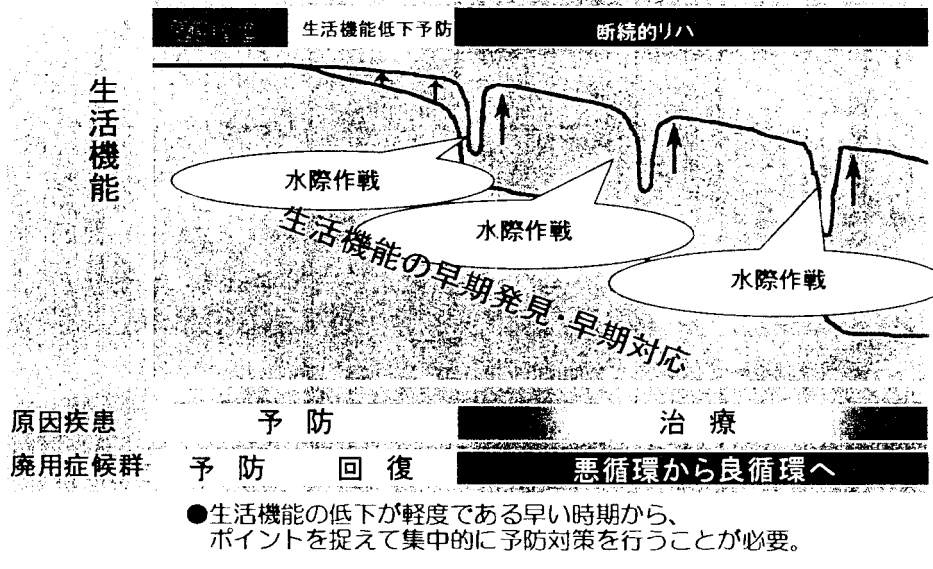 生活機能低下予防
断続的リハ
生活機能
水際作戦
水際作戦
水際作戦
生活機能の早期発見・早期対応
原因疾患
予防
治療
廃用症候群
予防
回復
悪循環から良循環へ
●生活機能の低下が軽度である早い時期から、
ポイントを捉えて集中的に予防対策を行うことが必要。